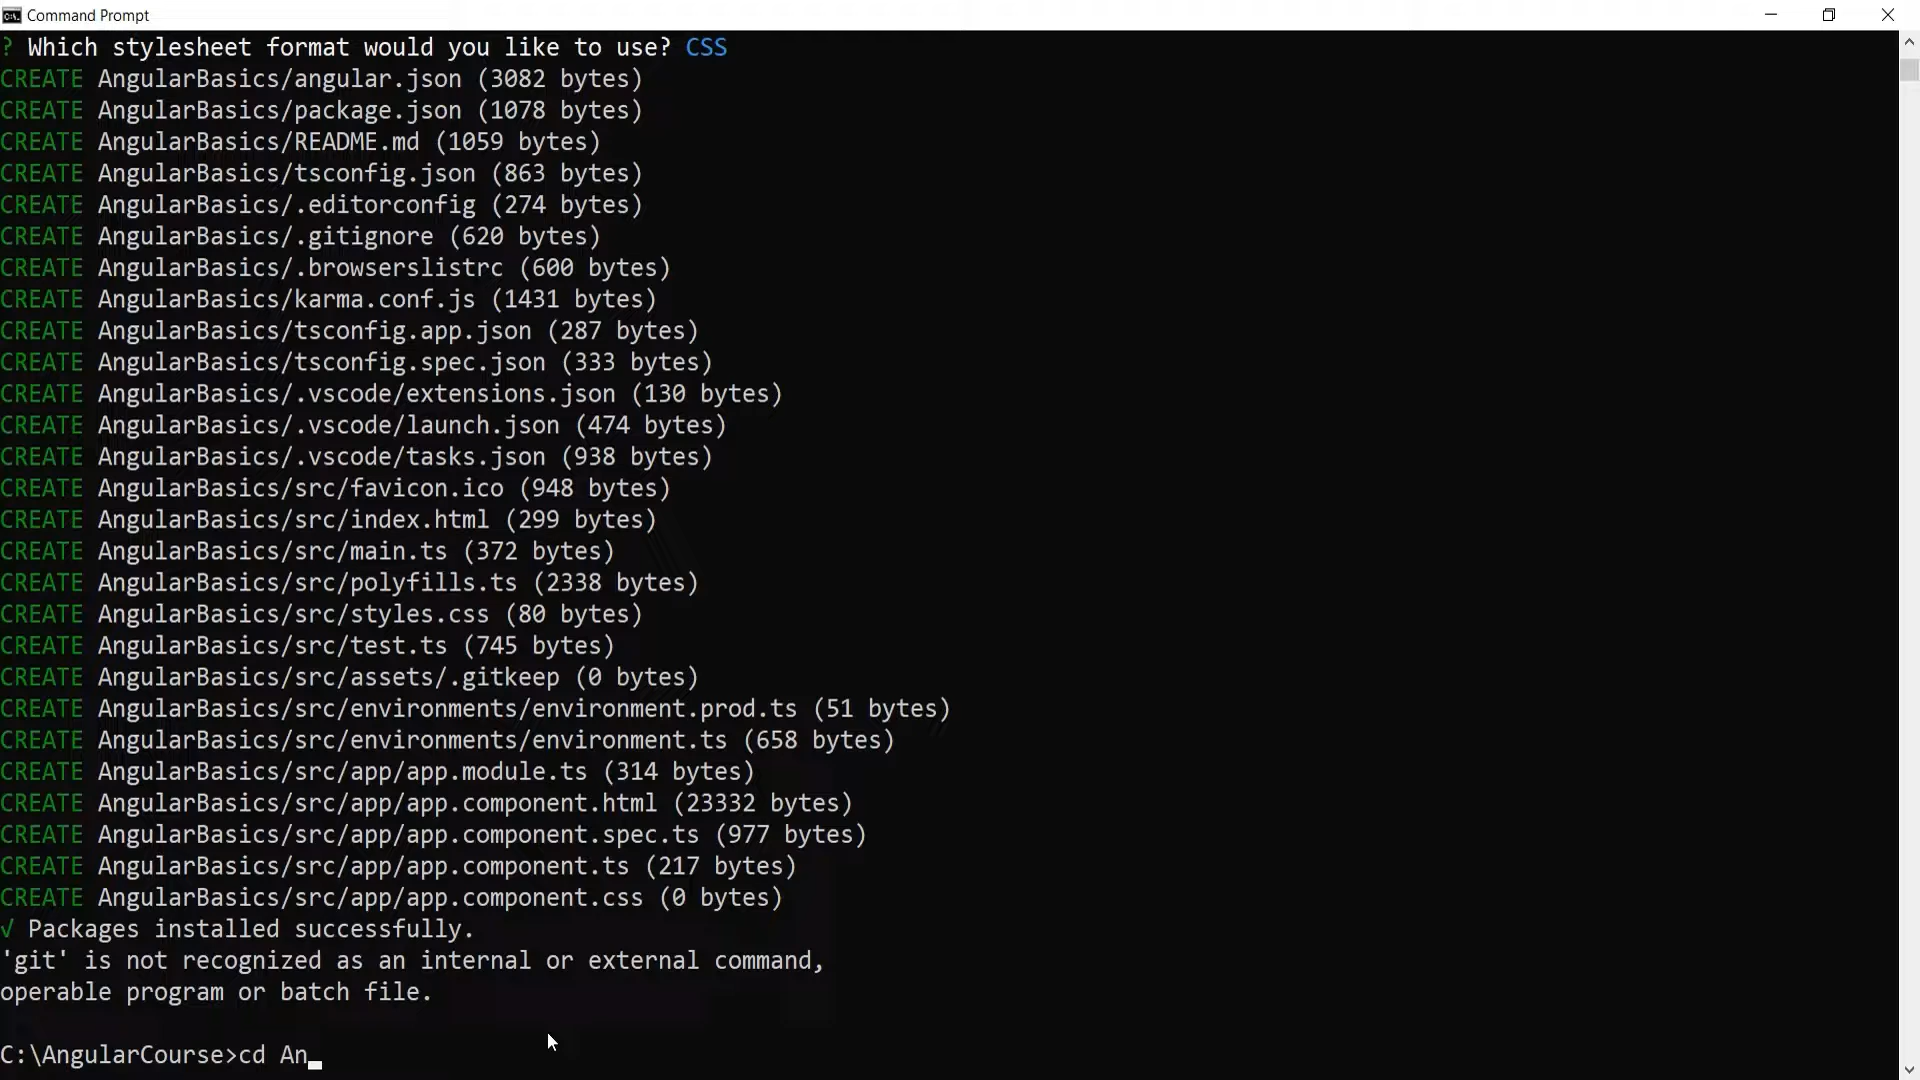 Command Prompt
? Which stylesheet format would you like to use? CSS
CREATE AngularBasics/angular.json (3082 bytes)
CREATE AngularBasics/package.json (1078 bytes)
CREATE AngularBasics/README.md (1059 bytes)
CREATE AngularBasics/tsconfig.json (863 bytes)
CREATE AngularBasics/.editorconfig (274 bytes)
CREATE AngularBasics/.gitignore (620 bytes)
CREATE AngularBasics/.browserslistrc (600 bytes)
CREATE AngularBasics/karma.conf.js (1431 bytes)
CREATE AngularBasics/tsconfig.app.json (287 bytes)
CREATE AngularBasics/tsconfig.spec.json (333 bytes)
CREATE AngularBasics/.vscode/extensions.json (130 bytes)
CREATE AngularBasics/.vscode/launch.json (474 bytes)
CREATE AngularBasics/.vscode/tasks.json (938 bytes)
CREATE AngularBasics/src/favicon.ico (948 bytes)
CREATE AngularBasics/src/index.html (299 bytes)
CREATE AngularBasics/src/main.ts (372 bytes)
CREATE AngularBasics/src/polyfills.ts (2338 bytes)
CREATE AngularBasics/src/styles.css (80 bytes)
CREATE AngularBasics/src/test.ts (745 bytes)
CREATE AngularBasics/src/assets/.gitkeep (0 bytes)
CREATE AngularBasics/src/environments/environment.prod.ts (51 bytes)
CREATE AngularBasics/src/environments/environment.ts (658 bytes)
CREATE AngularBasics/src/app/app.module.ts (314 bytes)
CREATE AngularBasics/src/app/app.component.html (23332 bytes)
CREATE AngularBasics/src/app/app.component.spec.ts (977 bytes)
CREATE AngularBasics/src/app/app.component.ts (217 bytes)
CREATE AngularBasics/src/app/app.component.css (0 bytes)
√ Packages installed successfully.
'git' is not recognized as an internal or external command,
operable program or batch file.
C:\AngularCourse>cd An_